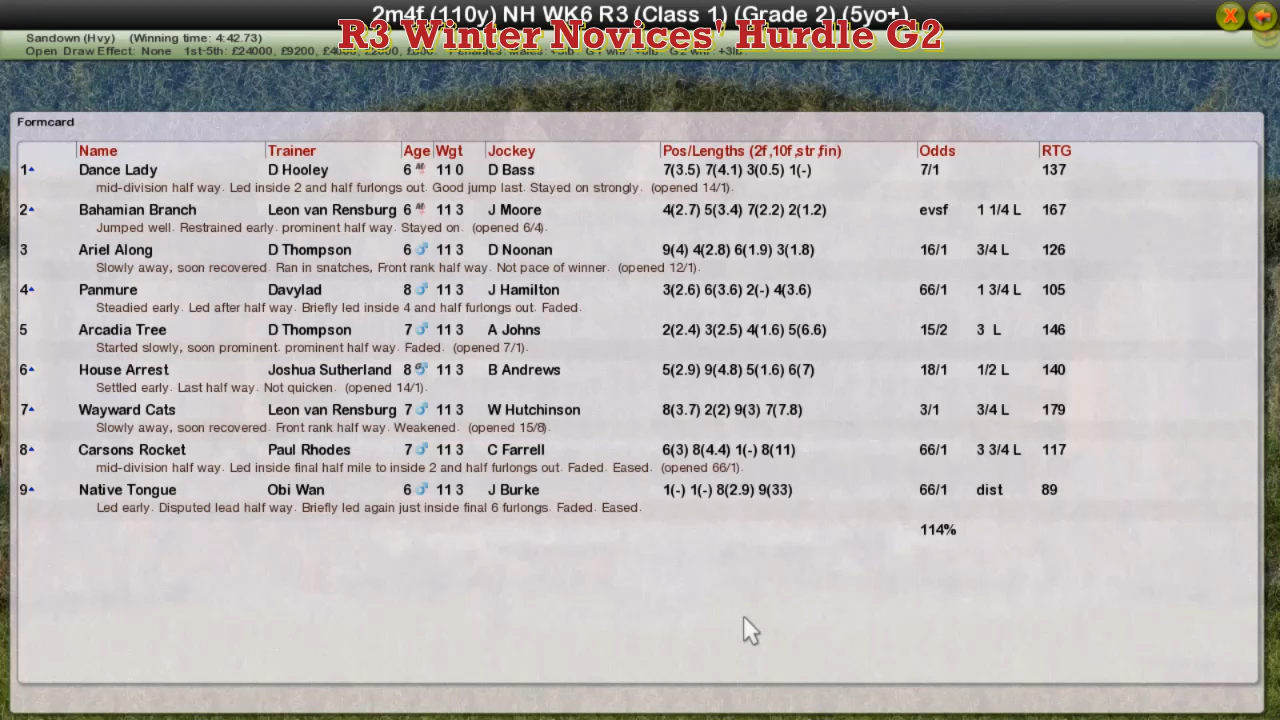 2m4f (110y) NH WK6 R3 (Class 1) (Grade 2) (5yo+)
R3 Winter Novices' Hurdle G2
Sandown (Hvy) (Winning time: 4:42.73)
Open Draw Effect: None 1st-5th: £24000, £9200,
Formcard
Name Trainer Age Wgt Jockey Pos/Lengths (2f,10f,str,fin) Odds RTG
1 Dance Lady D Hooley 6 11 0 D Bass 7(3.5) 7(4.1) 3(0.5) 1(-) 7/1 137
mid-division half way. Led inside 2 and half furlongs out. Good jump last. Stayed on strongly. (opened 14/1).
2 Bahamian Branch Leon van Rensburg 6 11 3 J Moore 4(2.7) 5(3.4) 7(2.2) 2(1.2) evsf 1 1/4 L 167
Jumped well. Restrained early. prominent half way. Stayed on. (opened 6/4).
3 Ariel Along D Thompson 6 11 3 D Noonan 9(4) 4(2.8) 6(1.9) 3(1.8) 16/1 3/4 L 126
Slowly away, soon recovered. Ran in snatches, Front rank half way. Not pace of winner. (opened 12/1).
4 Panmure Davylad 8 11 3 J Hamilton 3(2.6) 6(3.6) 2(-) 4(3.6) 66/1 1 3/4 L 105
Steadied early. Led after half way. Briefly led inside 4 and half furlongs out. Faded.
5 Arcadia Tree D Thompson 7 11 3 A Johns 2(2.4) 3(2.5) 4(1.6) 5(6.6) 15/2 3 L 146
Started slowly, soon prominent. prominent half way. Faded. (opened 7/1).
6 House Arrest Joshua Sutherland 8 11 3 B Andrews 5(2.9) 9(4.8) 5(1.6) 6(7) 18/1 1/2 L 140
Settled early. Last half way. Not quicken. (opened 14/1).
7 Wayward Cats Leon van Rensburg 7 11 3 W Hutchinson 8(3.7) 2(2) 9(3) 7(7.8) 3/1 3/4 L 179
Slowly away, soon recovered. Front rank half way. Weakened. (opened 15/8).
8 Carsons Rocket Paul Rhodes 7 11 3 C Farrell 6(3) 8(4.4) 1(-) 8(11) 66/1 3 3/4 L 117
mid-division half way. Led inside final half mile to inside 2 and half furlongs out. Faded. Eased. (opened 66/1).
9 Native Tongue Obi Wan 6 11 3 J Burke 1(-) 1(-) 8(2.9) 9(33) 66/1 dist 89
Led early. Disputed lead half way. Briefly led again just inside final 6 furlongs. Faded. Eased.
114%